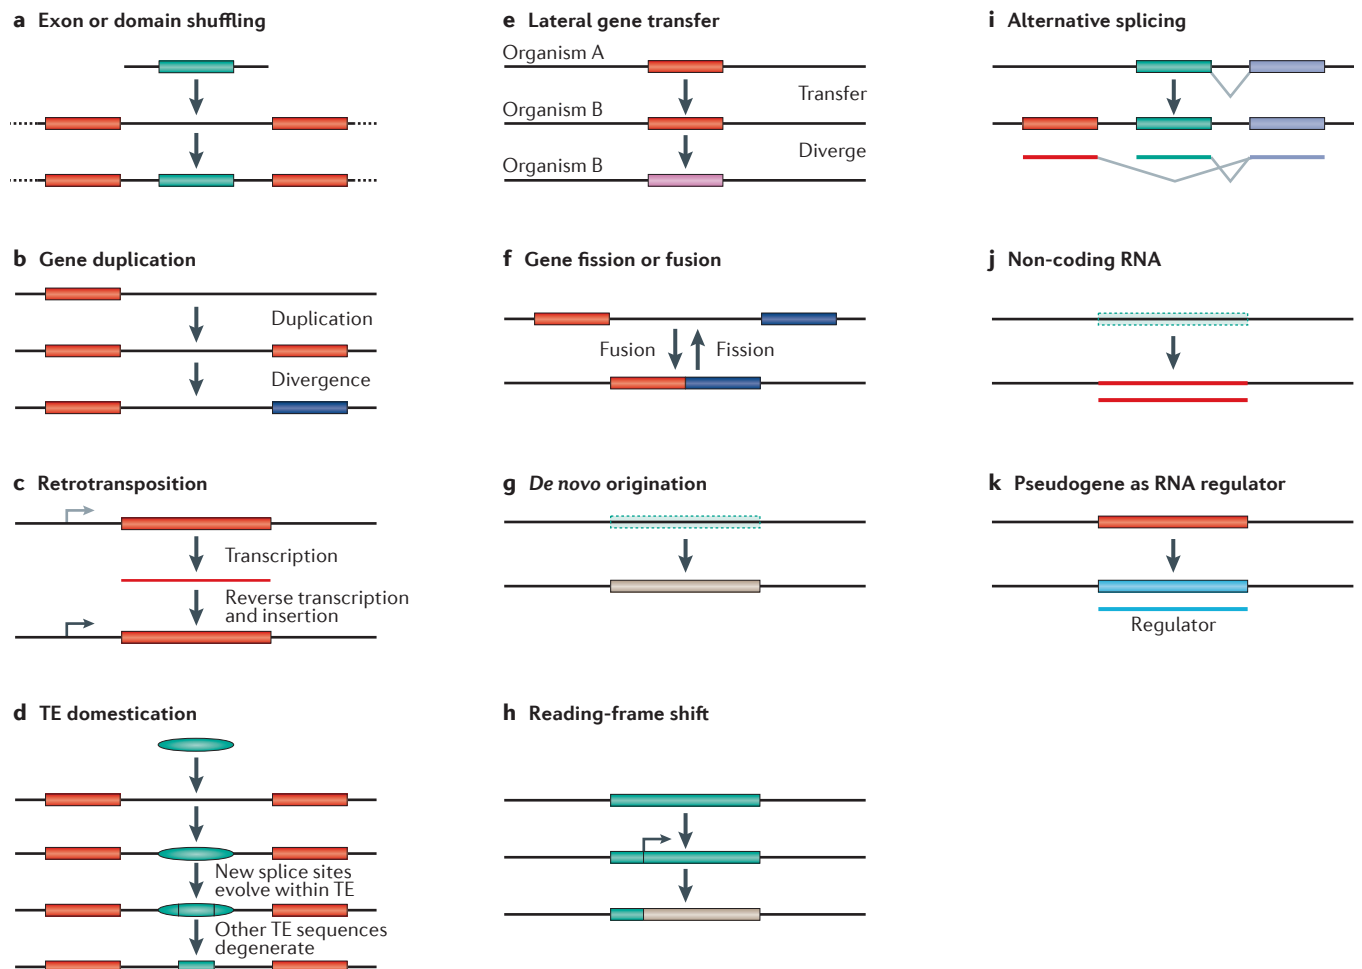 a Exon or domain shuffling
b Gene duplication
Duplication
Divergence
c Retrotransposition
Transcription
Reverse transcription
and insertion
d TE domestication
New splice sites
evolve within TE
Other TE sequences
degenerate
e Lateral gene transfer
Organism A
Transfer
Organism B
Diverge
Organism B
f Gene fission or fusion
Fusion
Fission
g De novo origination
h Reading-frame shift
i Alternative splicing
j Non-coding RNA
k Pseudogene as RNA regulator
Regulator